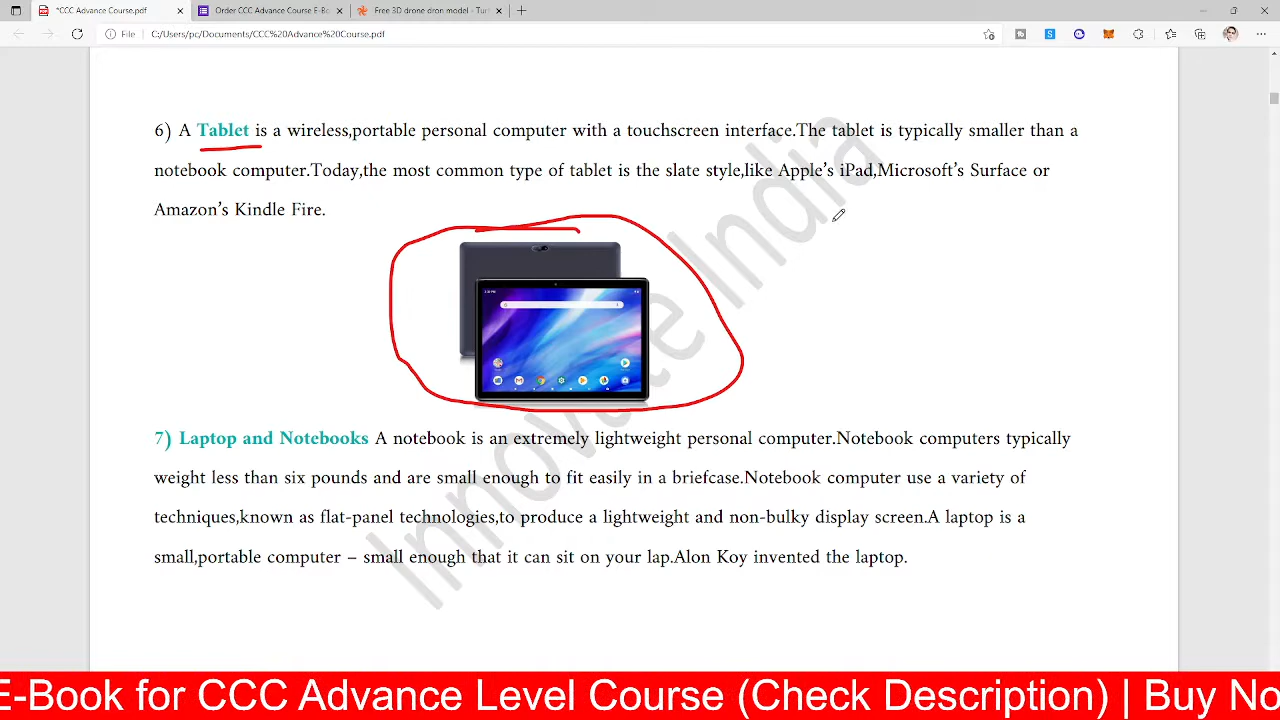 *CCC Advance Course.pdf
Order CCC Advance Course E-Bo
Free 3D drone dron model - Tur
File
C:/Users/pc/Documents/CCC%20Advance%20Course.pdf
6) A Tablet is a wireless,portable personal computer with a touchscreen interface.The tablet is typically smaller than a
notebook computer.Today,the most common type of tablet is the slate style,like Apple's iPad,Microsoft's Surface or
Amazon's Kindle Fire.
Innovate India
7) Laptop and Notebooks A notebook is an extremely lightweight personal computer.Notebook computers typically
weight less than six pounds and are small enough to fit easily in a briefcase.Notebook computer use a variety of
techniques,known as flat-panel technologies,to produce a lightweight and non-bulky display screen.A laptop is a
small,portable computer – small enough that it can sit on your lap.Alon Koy invented the laptop.
E-Book for CCC Advance Level Course (Check Description) | Buy No